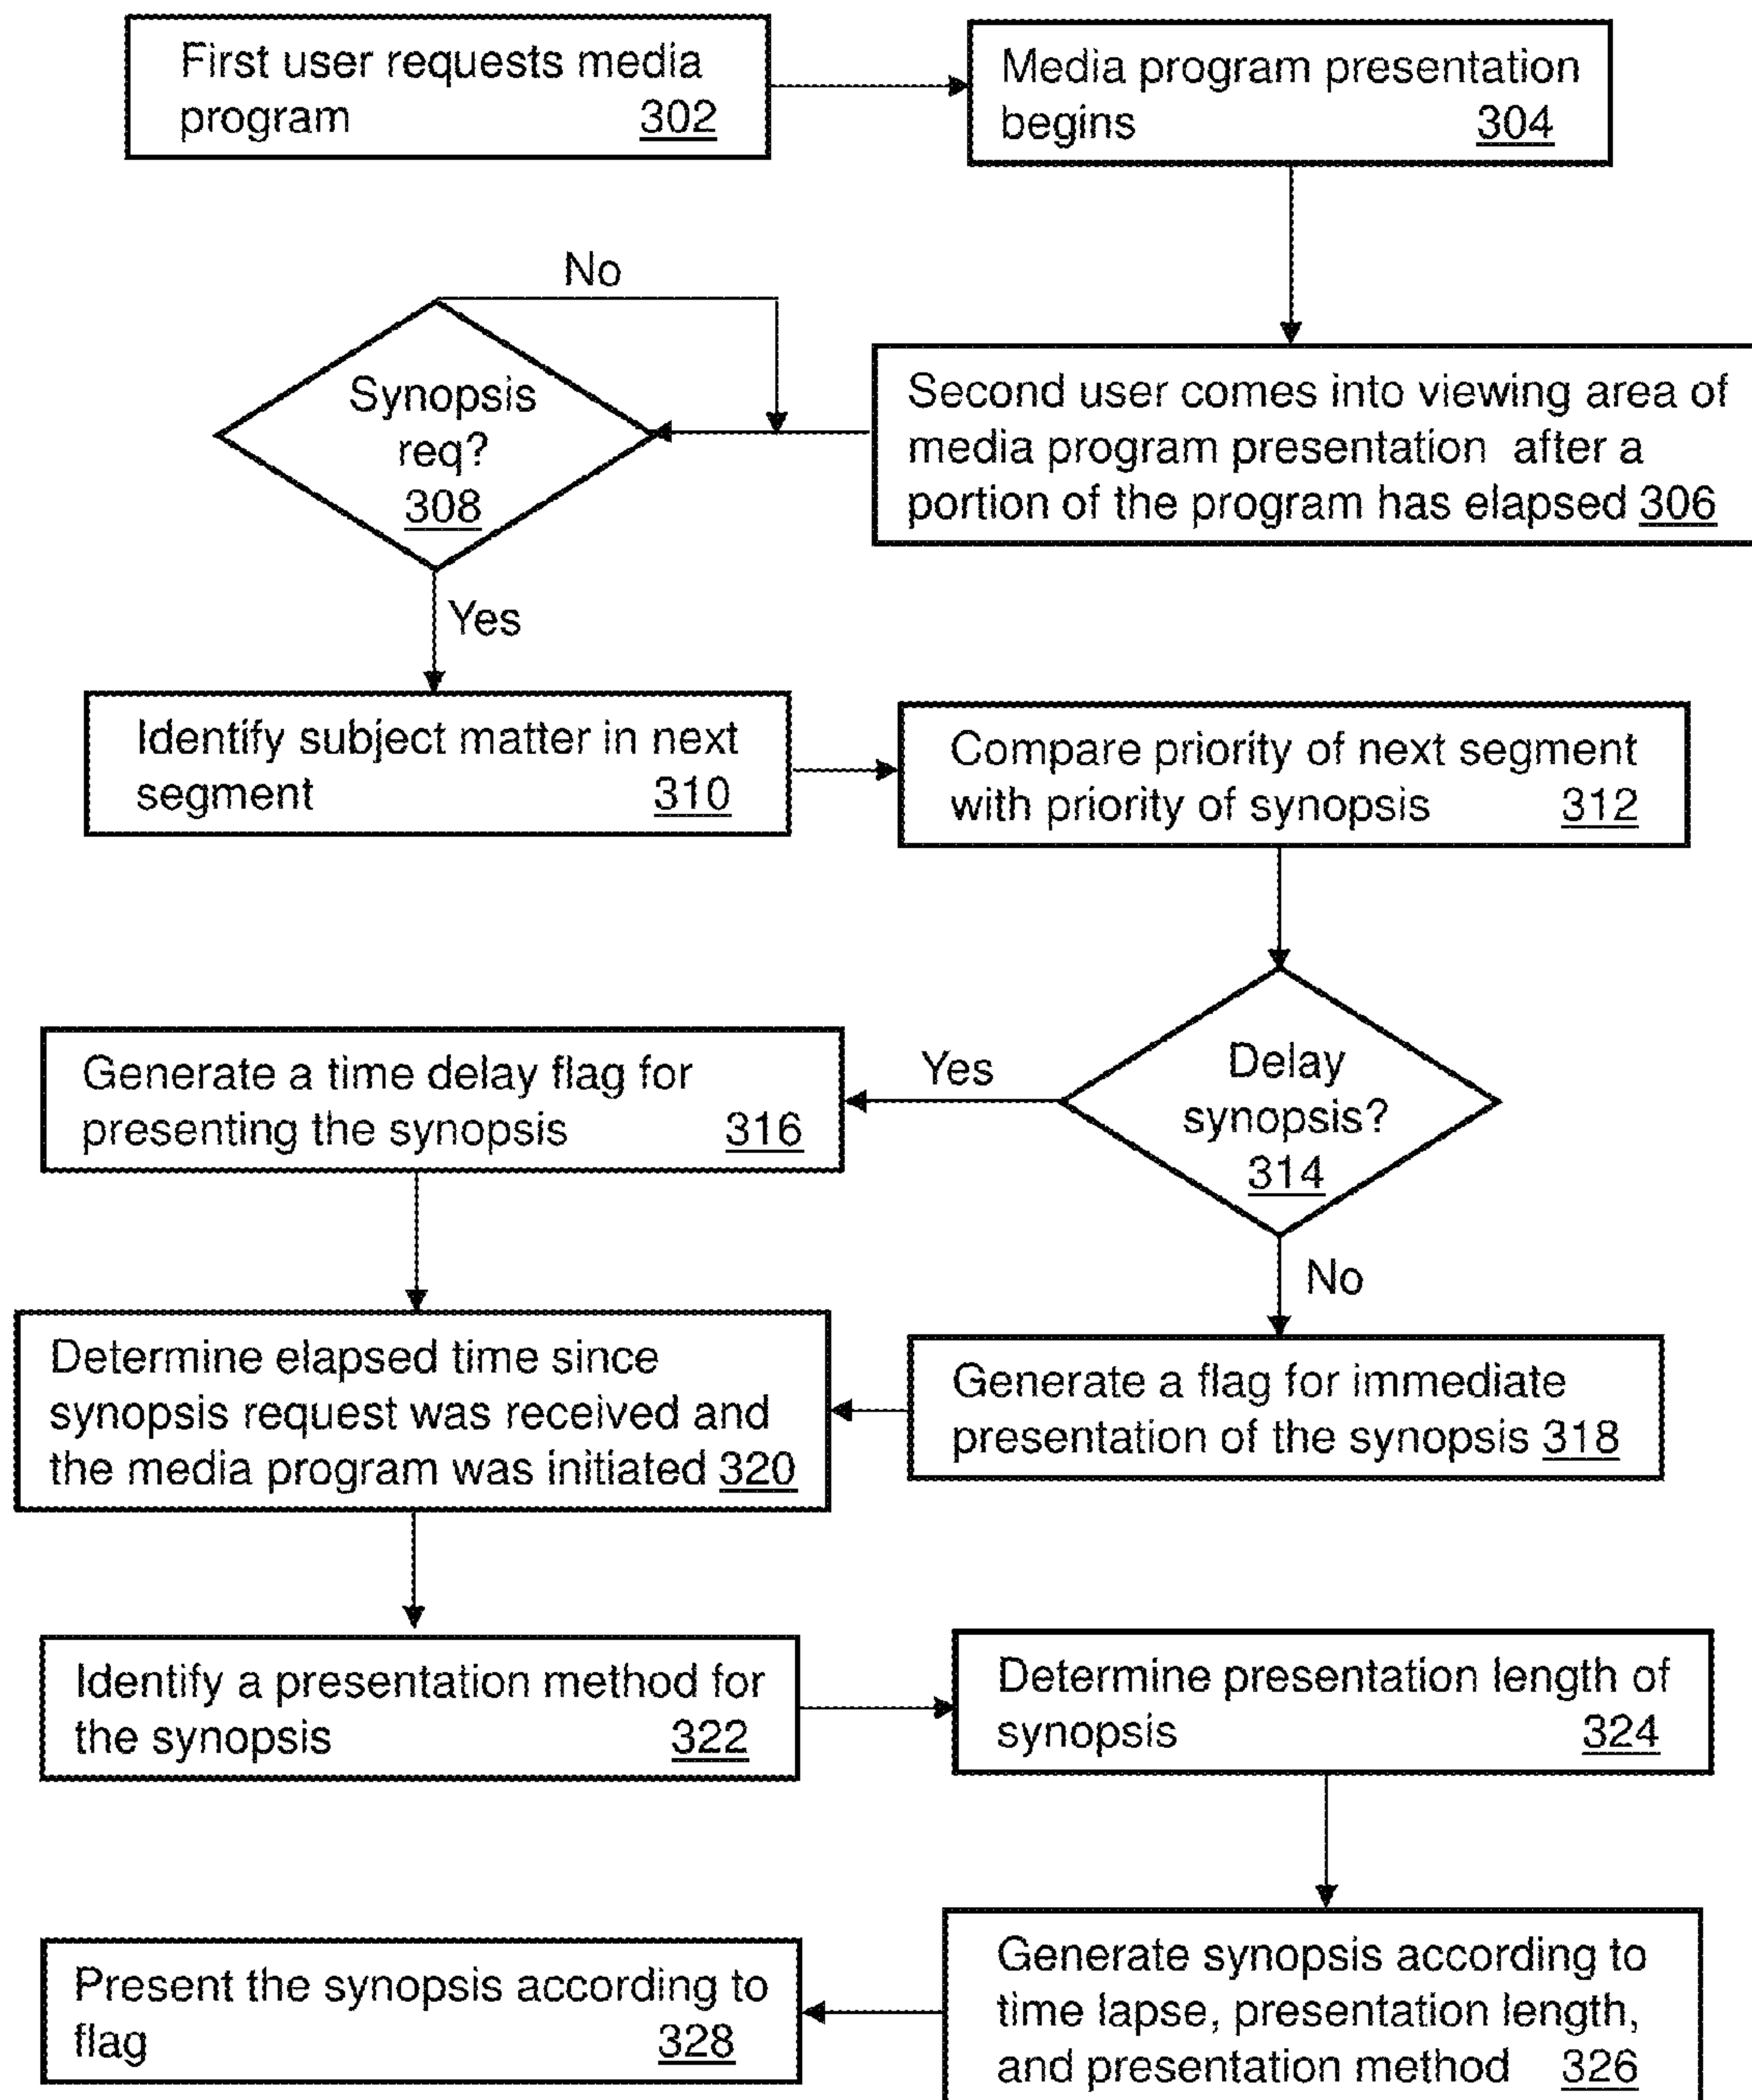 First user requests media
program 302
Media program presentation
begins 304
No
Synopsis
req?
308
Second user comes into viewing area of
media program presentation after a
portion of the program has elapsed 306
Yes
Identify subject matter in next
segment 310
Compare priority of next segment
with priority of synopsis 312
Delay
synopsis?
314
Yes
Generate a time delay flag for
presenting the synopsis 316
No
Generate a flag for immediate
presentation of the synopsis 318
Determine elapsed time since
synopsis request was received and
the media program was initiated 320
Identify a presentation method for
the synopsis 322
Determine presentation length of
synopsis 324
Generate synopsis according to
time lapse, presentation length,
and presentation method 326
Present the synopsis according to
flag 328